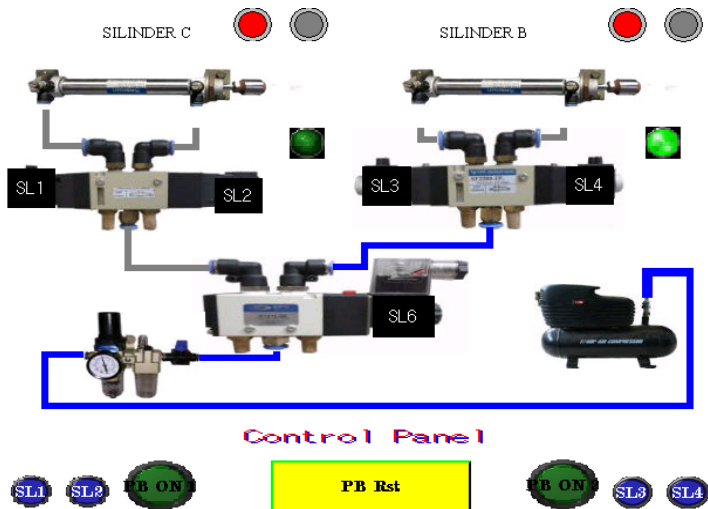 SILINDER C
SILINDER B
SL1
SL2
SL3
SL4
SL6
Control Panel
SL1
SL2
PB ON 1
PB Rst
PB ON 2
SL3
SL4